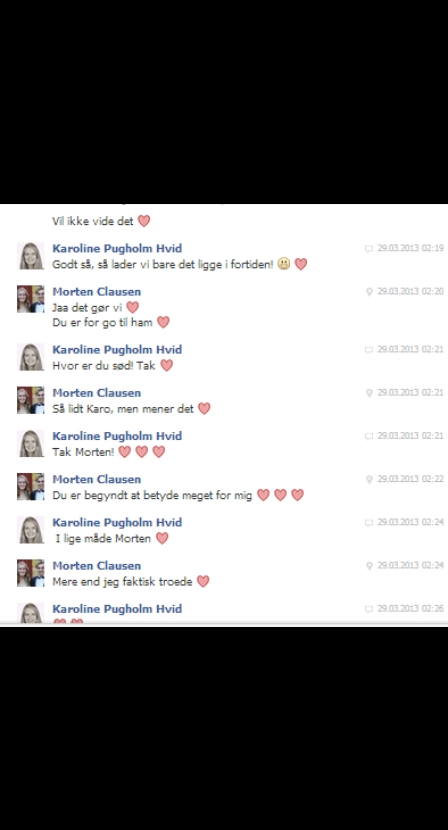 Vil ikke vide det ❤
Karoline Pugholm Hvid 29.03.2013 02:19
Godt så, så lader vi bare det ligge i fortiden! 😀 ❤
Morten Clausen 29.03.2013 02:20
Jaa det gør vi ❤
Du er for go til ham ❤
Karoline Pugholm Hvid 29.03.2013 02:21
Hvor er du sød! Tak ❤
Morten Clausen 29.03.2013 02:21
Så lidt Karo, men mener det ❤
Karoline Pugholm Hvid 29.03.2013 02:21
Tak Morten! ❤ ❤ ❤
Morten Clausen 29.03.2013 02:22
Du er begyndt at betyde meget for mig ❤ ❤ ❤
Karoline Pugholm Hvid 29.03.2013 02:24
I lige måde Morten ❤
Morten Clausen 29.03.2013 02:24
Mere end jeg faktisk troede ❤
Karoline Pugholm Hvid 29.03.2013 02:26
❤ ❤